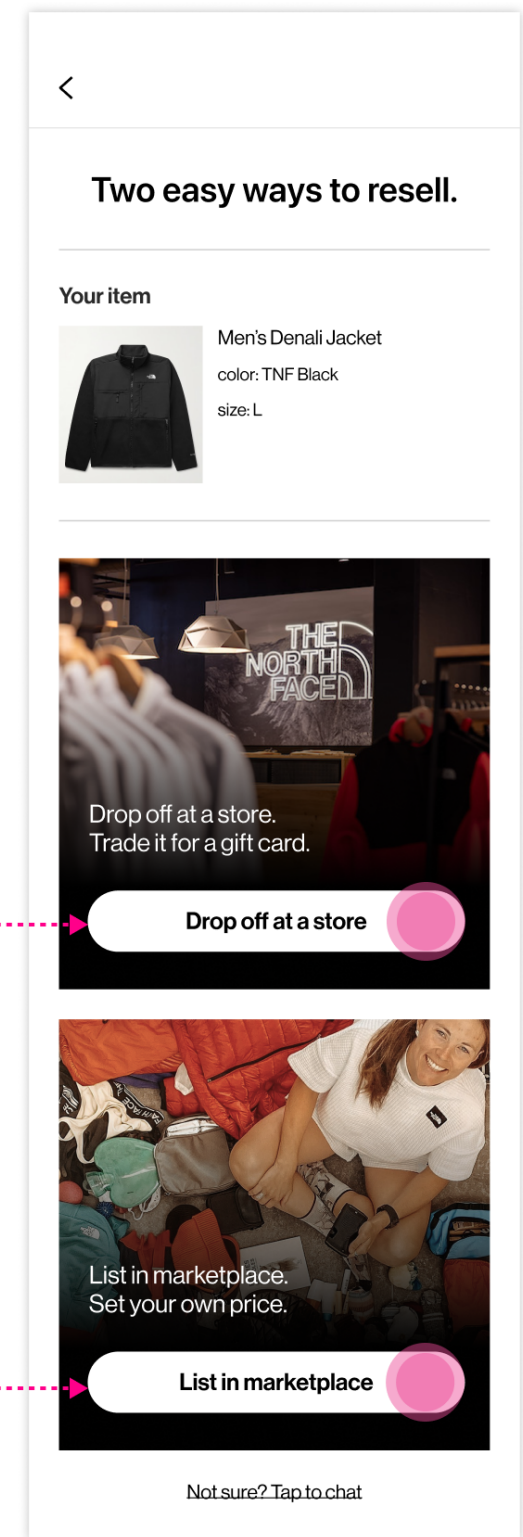 Two easy ways to resell.
Your item
Men's Denali Jacket
color: TNF Black
size: L
THE
NORTH
FACE
Drop off at a store.
Trade it for a gift card.
Drop off at a store
List in marketplace.
Set your own price.
List in marketplace
Not sure? Tap to chat